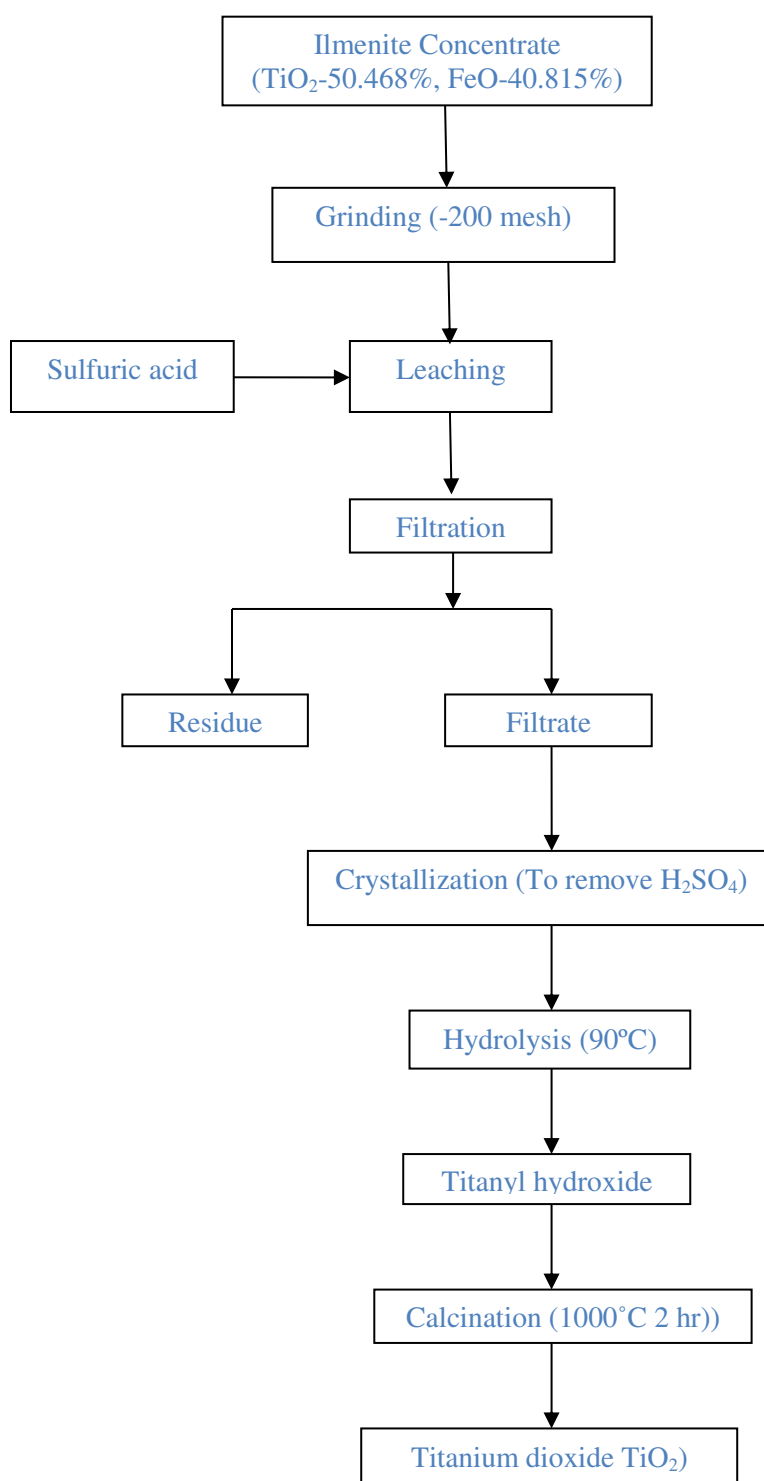 Ilmenite Concentrate
(TiO₂-50.468%, FeO-40.815%)
Grinding (-200 mesh)
Sulfuric acid
Leaching
Filtration
Residue
Filtrate
Crystallization (To remove H₂SO₄)
Hydrolysis (90ºC)
Titanyl hydroxide
Calcination (1000˚C 2 hr))
Titanium dioxide TiO₂)